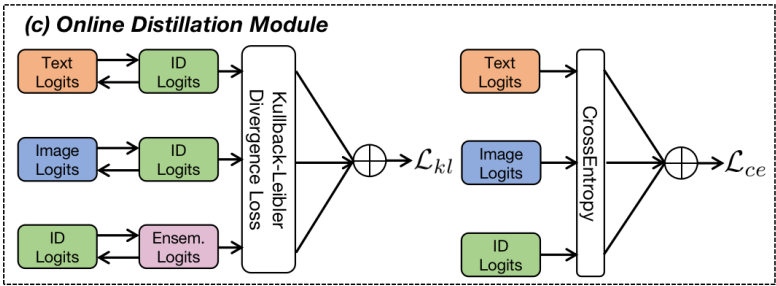 (c) Online Distillation Module
Text
Logits
ID
Logits
Image
Logits
ID
Logits
ID
Logits
Ensem.
Logits
Kullback-Leibler
Divergence Loss
ℒkl
Text
Logits
Image
Logits
ID
Logits
CrossEntropy
ℒce